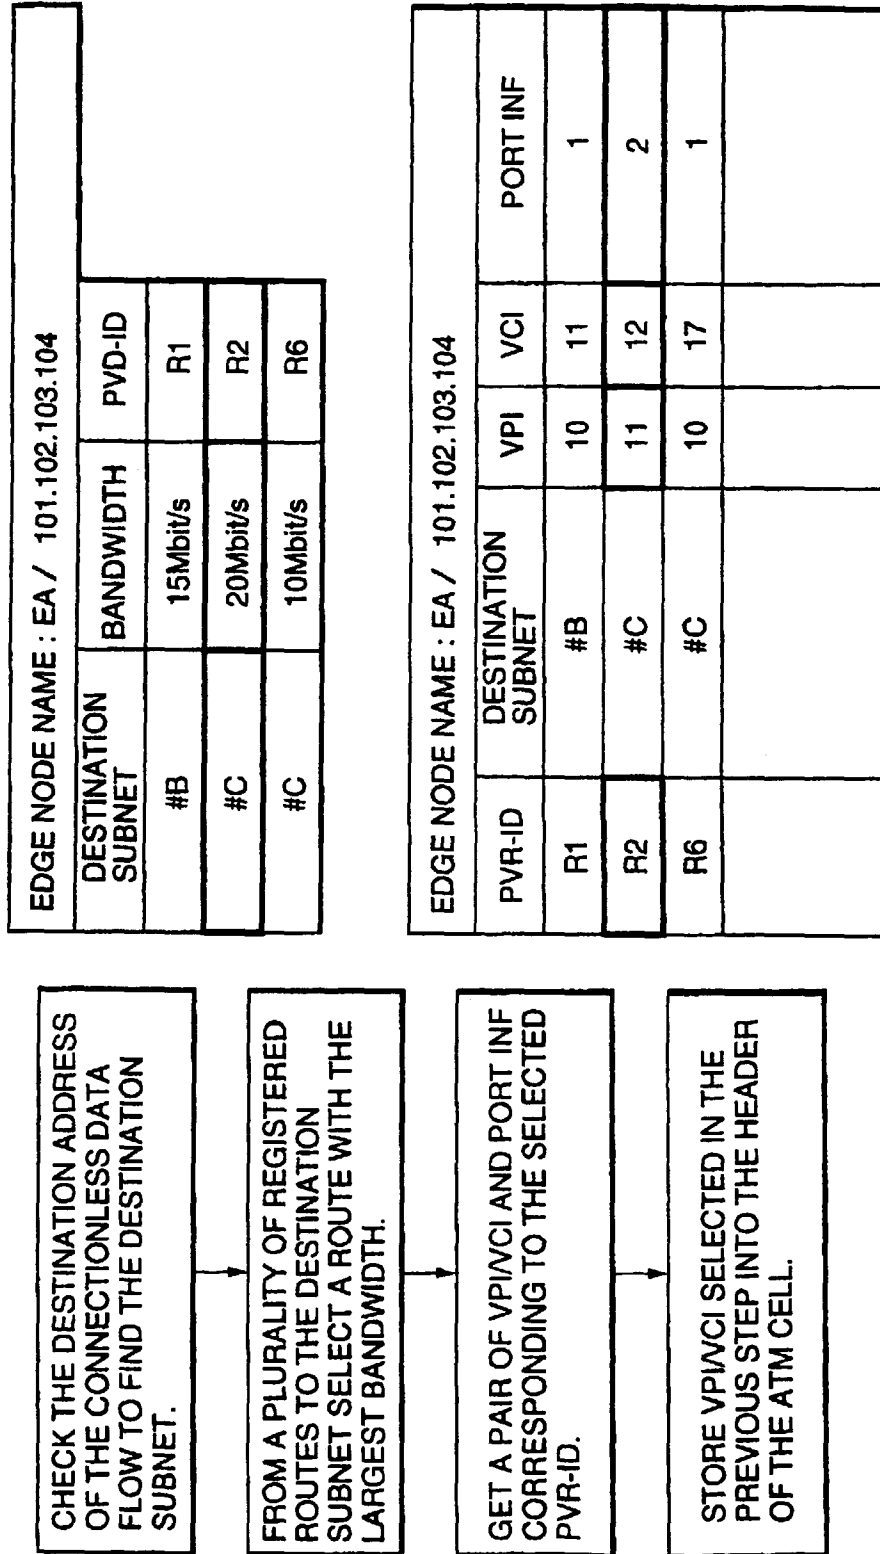 CHECK THE DESTINATION ADDRESS
OF THE CONNECTIONLESS DATA
FLOW TO FIND THE DESTINATION
SUBNET.
FROM A PLURALITY OF REGISTERED
ROUTES TO THE DESTINATION
SUBNET SELECT A ROUTE WITH THE
LARGEST BANDWIDTH.
GET A PAIR OF VPI/VCI AND PORT INF
CORRESPONDING TO THE SELECTED
PVR-ID.
STORE VPI/VCI SELECTED IN THE
PREVIOUS STEP INTO THE HEADER
OF THE ATM CELL.
EDGE NODE NAME : EA / 101.102.103.104
DESTINATION SUBNET BANDWIDTH PVD-ID
#B 15Mbit/s R1
#C 20Mbit/s R2
#C 10Mbit/s R6
EDGE NODE NAME : EA / 101.102.103.104
PVR-ID DESTINATION SUBNET VPI VCI PORT INF
R1 #B 10 11 1
R2 #C 11 12 2
R6 #C 10 17 1